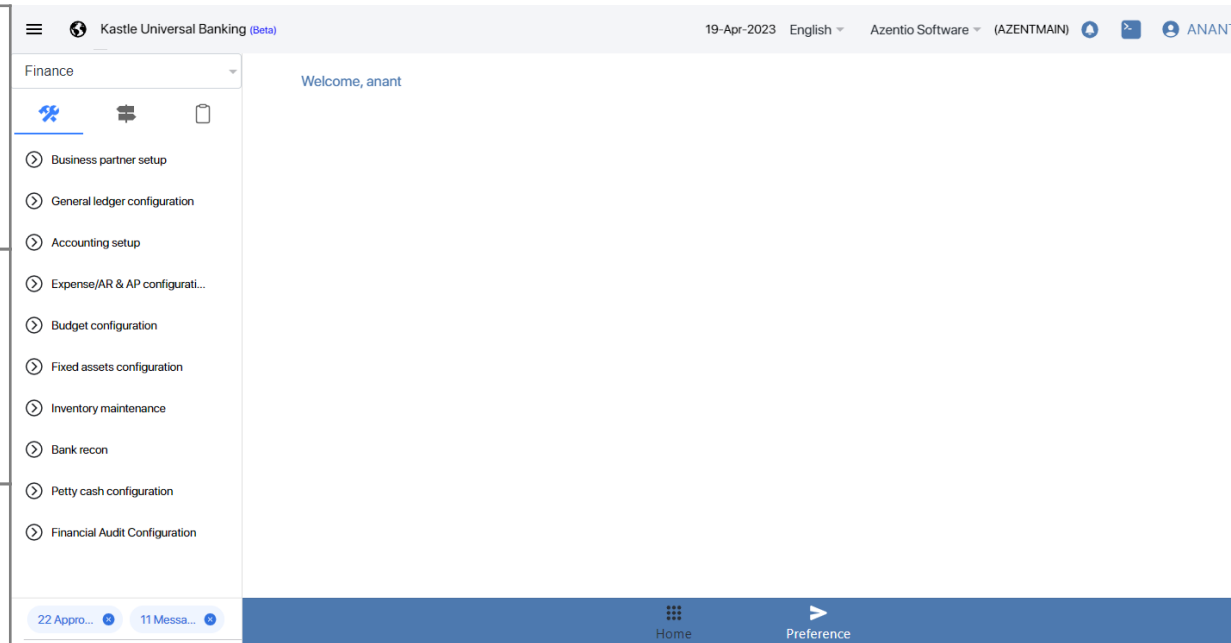 Kastle Universal Banking (Beta)
19-Apr-2023 English Azentio Software (AZENTMAIN) ANANT
Finance
Welcome, anant
Business partner setup
General ledger configuration
Accounting setup
Expense/AR & AP configurati...
Budget configuration
Fixed assets configuration
Inventory maintenance
Bank recon
Petty cash configuration
Financial Audit Configuration
22 Appro... 11 Messa...
Home Preference